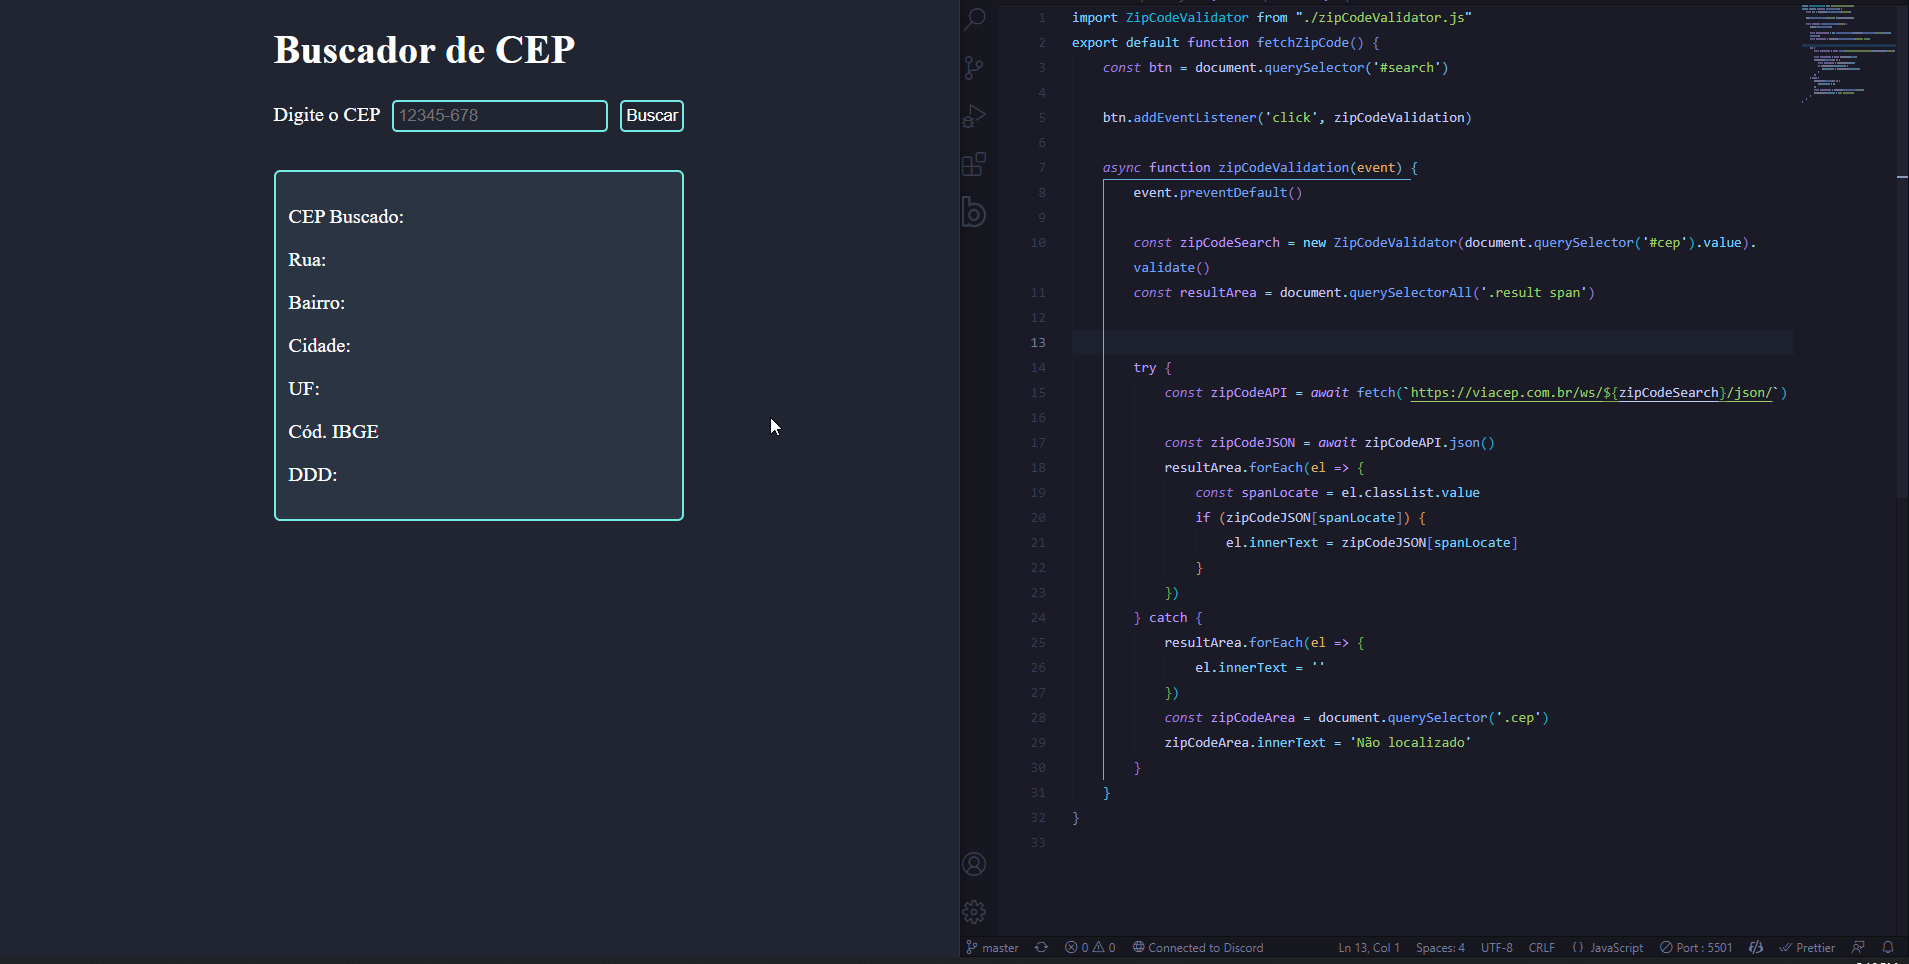 Buscador de CEP
Digite o CEP 12345-678 Buscar
CEP Buscado:
Rua:
Bairro:
Cidade:
UF:
Cód. IBGE
DDD:
1 import ZipCodeValidator from "./zipCodeValidator.js"
2 export default function fetchZipCode() {
3 const btn = document.querySelector('#search')
4
5 btn.addEventListener('click', zipCodeValidation)
6
7 async function zipCodeValidation(event) {
8 event.preventDefault()
9
10 const zipCodeSearch = new ZipCodeValidator(document.querySelector('#cep').value).
validate()
11 const resultArea = document.querySelectorAll('.result span')
12
13
14 try {
15 const zipCodeAPI = await fetch(`https://viacep.com.br/ws/${zipCodeSearch}/json/`)
16
17 const zipCodeJSON = await zipCodeAPI.json()
18 resultArea.forEach(el => {
19 const spanLocate = el.classList.value
20 if (zipCodeJSON[spanLocate]) {
21 el.innerText = zipCodeJSON[spanLocate]
22 }
23 })
24 } catch {
25 resultArea.forEach(el => {
26 el.innerText = ''
27 })
28 const zipCodeArea = document.querySelector('.cep')
29 zipCodeArea.innerText = 'Não localizado'
30 }
31 }
32 }
33
master 0 0 Connected to Discord Ln 13, Col 1 Spaces: 4 UTF-8 CRLF {} JavaScript Port : 5501 Prettier